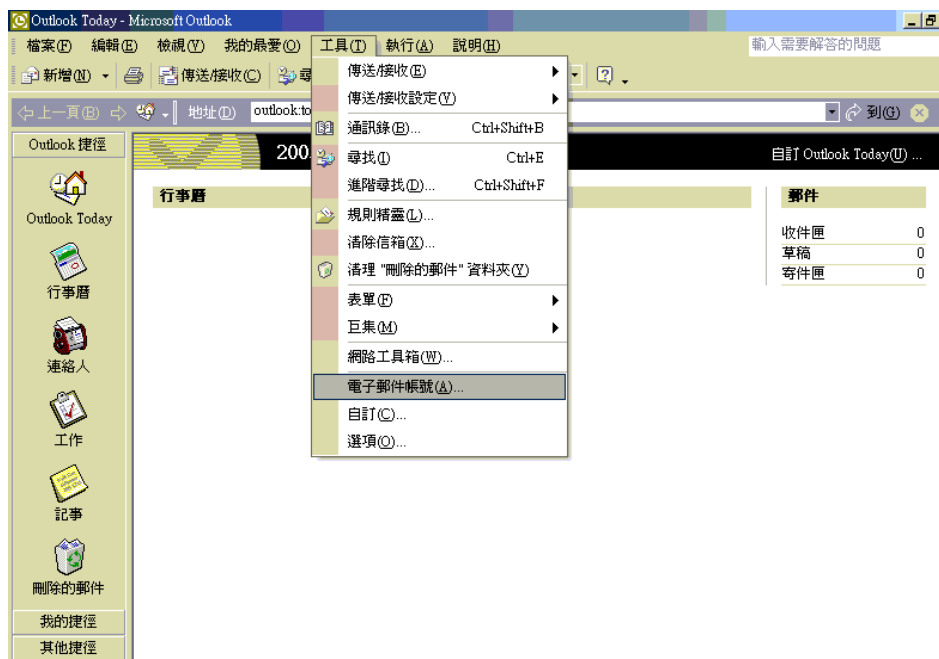 Outlook Today - Microsoft Outlook
檔案(F) 編輯(E) 檢視(V) 我的最愛(O) 工具(T) 執行(A) 說明(H) 輸入需要解答的問題
新增(N) 傳送/接收(C) 尋
上一頁(B) 地址(D) outlook:to 到(G)
Outlook 捷徑
200
自訂 Outlook Today(U) ...
Outlook Today
行事曆
連絡人
工作
記事
刪除的郵件
我的捷徑
其他捷徑
行事曆
傳送/接收(E)
傳送/接收設定(Y)
通訊錄(B)... Ctrl+Shift+B
尋找(I) Ctrl+E
進階尋找(D)... Ctrl+Shift+F
規則精靈(L)...
清除信箱(X)...
清理 "刪除的郵件" 資料夾(Y)
表單(F)
巨集(M)
網路工具箱(W)...
電子郵件帳號(A)...
自訂(C)...
選項(O)...
郵件
收件匣 0
草稿 0
寄件匣 0